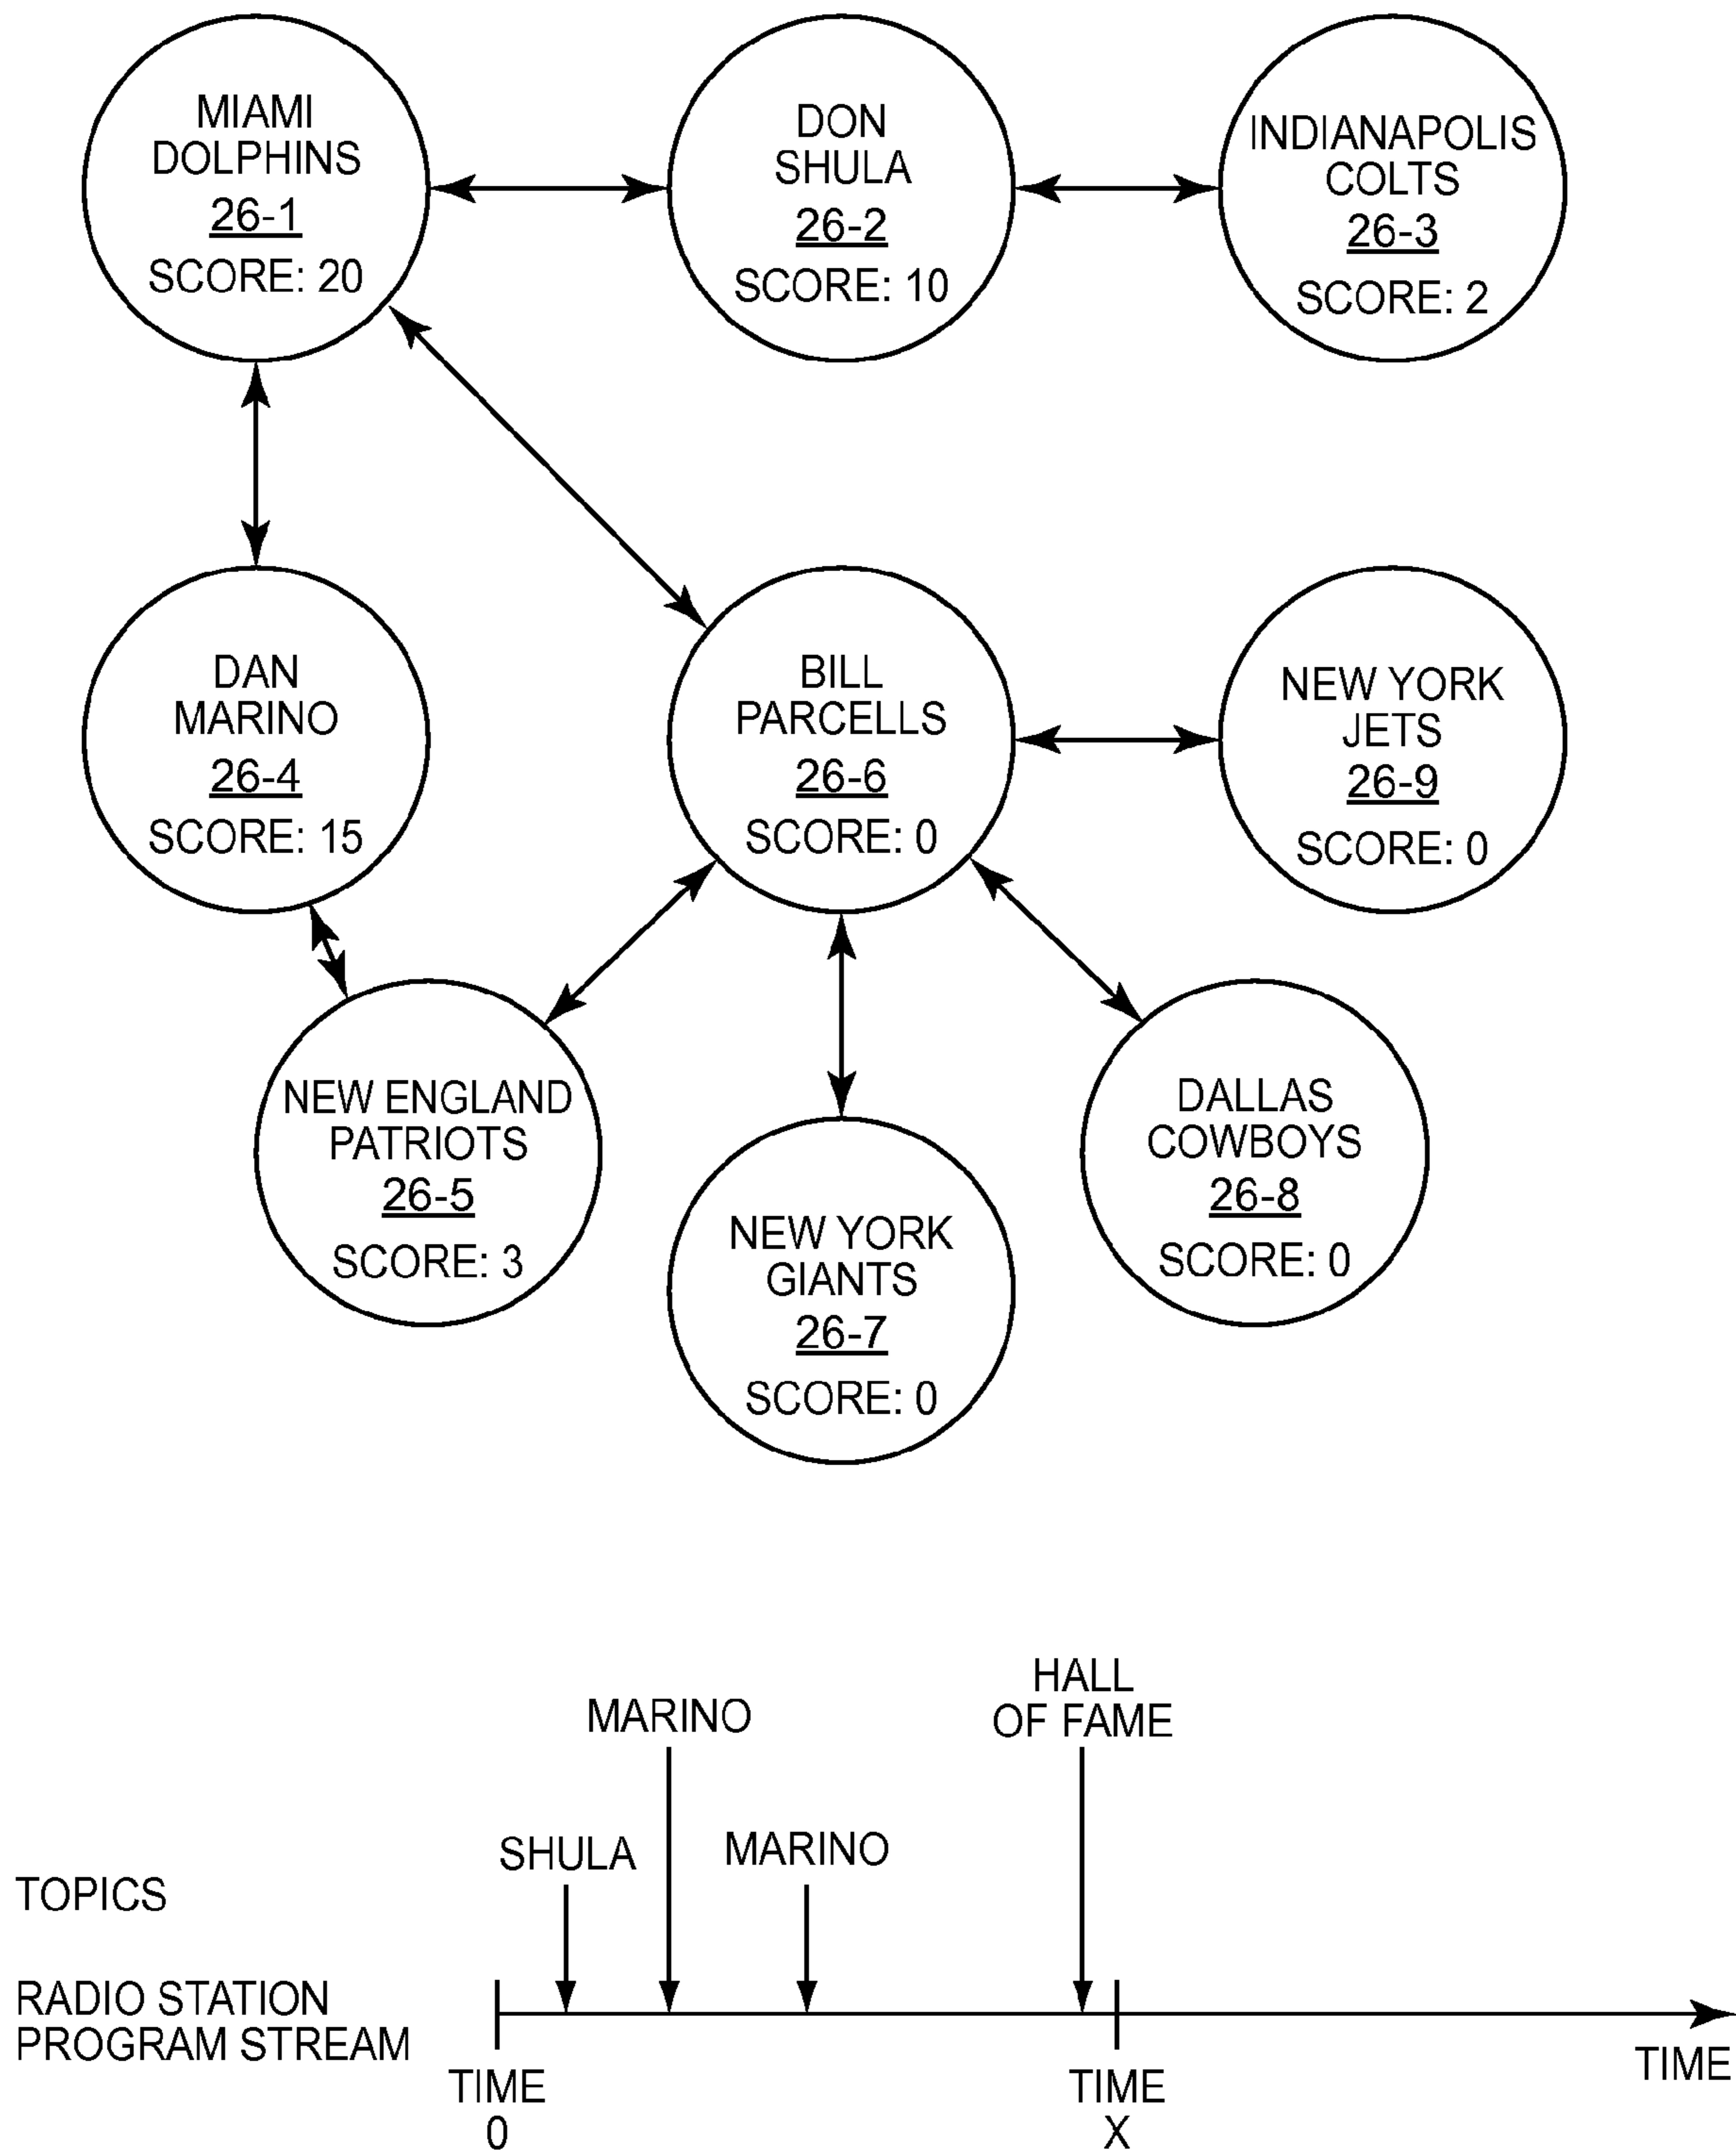 MIAMI
DOLPHINS
26-1
SCORE: 20
DON
SHULA
26-2
SCORE: 10
INDIANAPOLIS
COLTS
26-3
SCORE: 2
DAN
MARINO
26-4
SCORE: 15
BILL
PARCELLS
26-6
SCORE: 0
NEW YORK
JETS
26-9
SCORE: 0
NEW ENGLAND
PATRIOTS
26-5
SCORE: 3
NEW YORK
GIANTS
26-7
SCORE: 0
DALLAS
COWBOYS
26-8
SCORE: 0
TOPICS
SHULA
MARINO
MARINO
HALL
OF FAME
RADIO STATION
PROGRAM STREAM
TIME
0
TIME
X
TIME